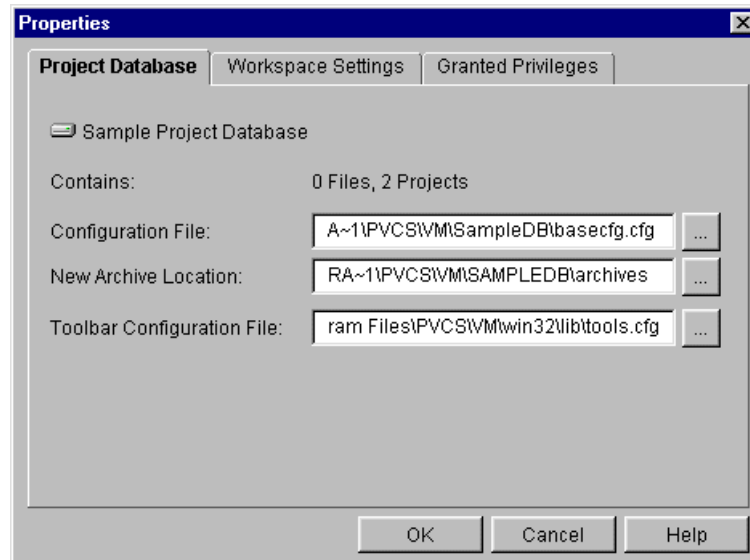 Properties
Project Database Workspace Settings Granted Privileges
Sample Project Database
Contains: 0 Files, 2 Projects
Configuration File: A~1\PVCS\VM\SampleDB\basecfg.cfg ...
New Archive Location: RA~1\PVCS\VM\SAMPLEDB\archives ...
Toolbar Configuration File: ram Files\PVCS\VM\win32\lib\tools.cfg ...
OK Cancel Help